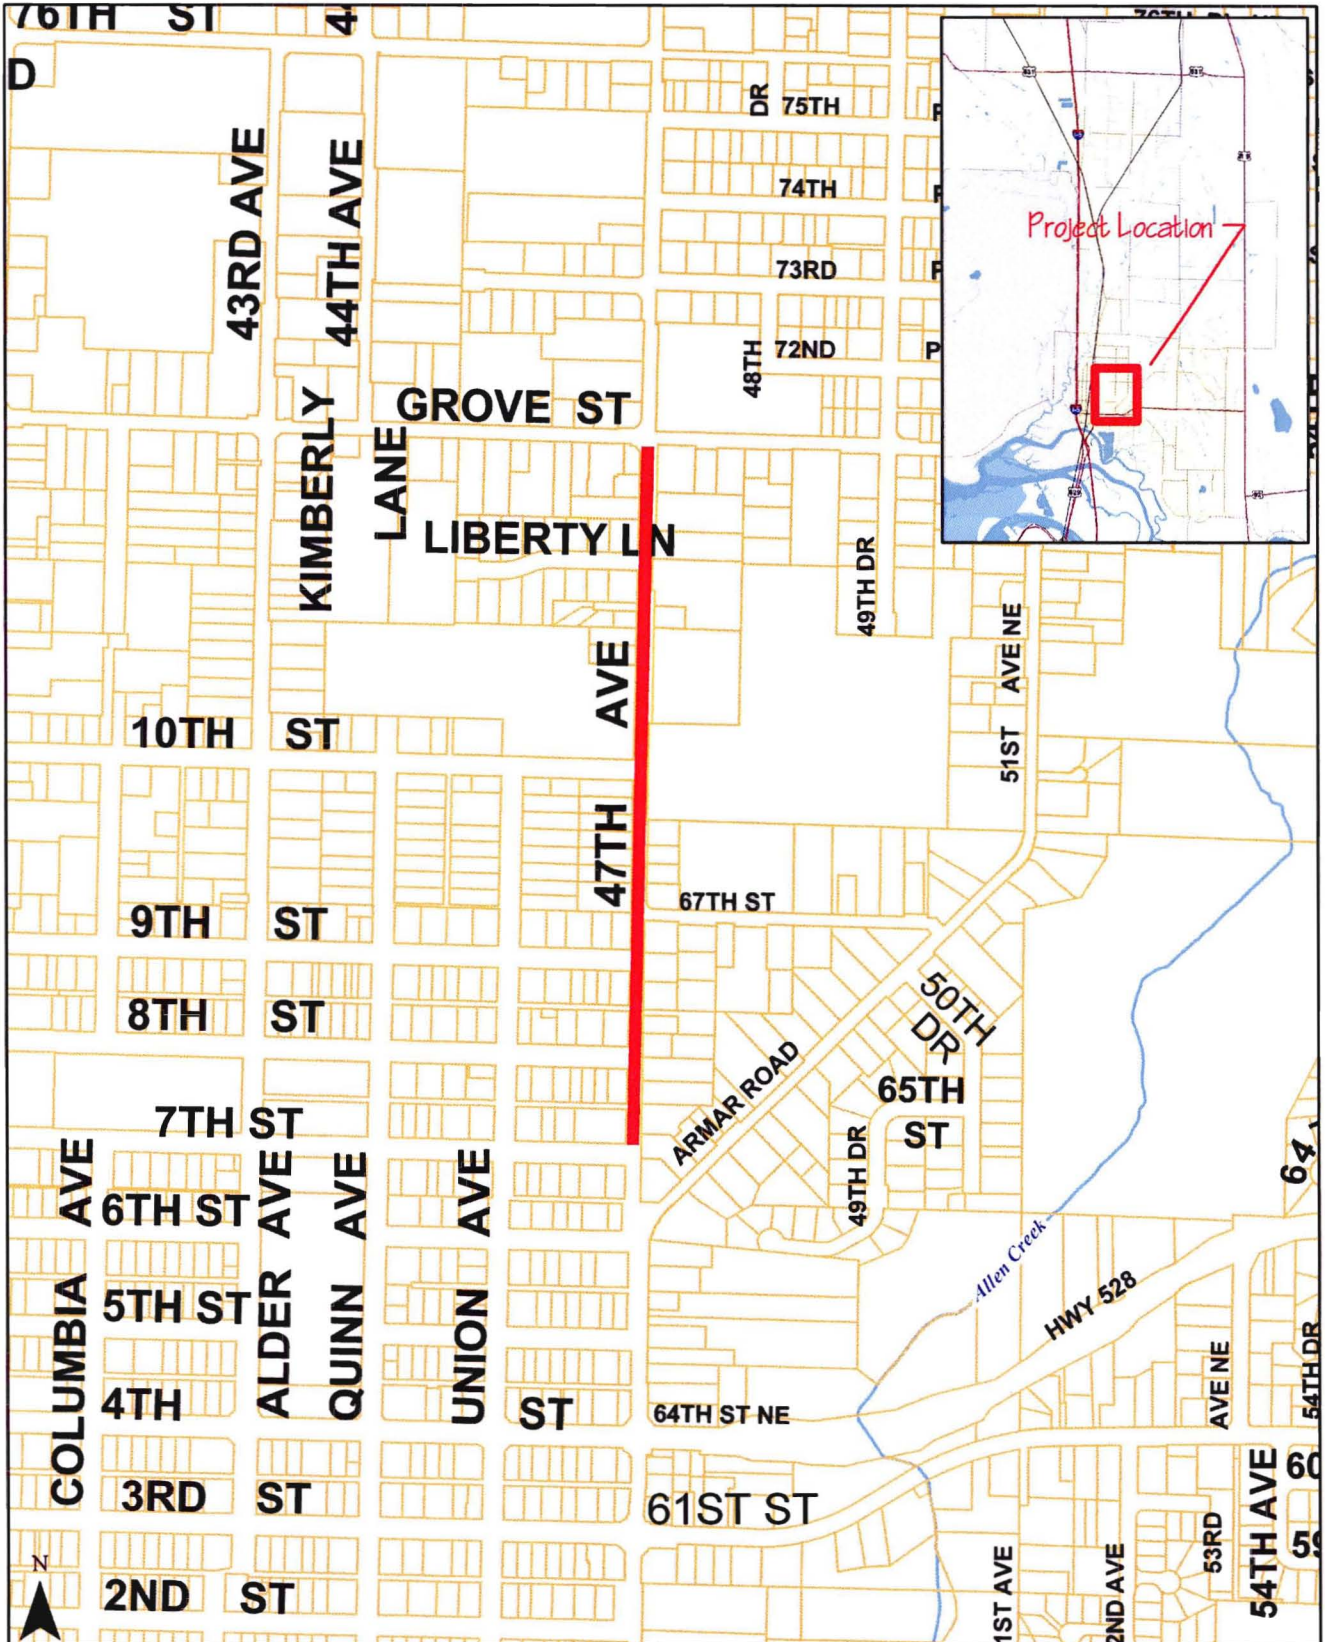 76TH ST
D
DR 75TH
74TH
73RD
48TH 72ND
P
43RD AVE
44TH AVE
Project Location
GROVE ST
KIMBERLY
LANE
LIBERTY LN
49TH DR
51ST AVE NE
AVE
47TH
10TH ST
67TH ST
9TH ST
8TH ST
50TH
DR
65TH
ST
ARMAR ROAD
49TH DR
7TH ST
COLUMBIA AVE
6TH ST
ALDER AVE
QUINN AVE
UNION AVE
5TH ST
Allen Creek
HWY 528
64
4TH ST
64TH ST NE
AVE NE
54TH DR
3RD ST
61ST ST
54TH AVE
53RD
60
2ND ST
1ST AVE
2ND AVE
N